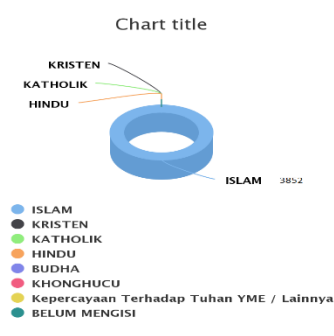 Chart title
KRISTEN
KATHOLIK
HINDU
ISLAM 3852
ISLAM
KRISTEN
KATHOLIK
HINDU
BUDHA
KHONGHUCU
Kepercayaan Terhadap Tuhan YME / Lainnya
BELUM MENGISI